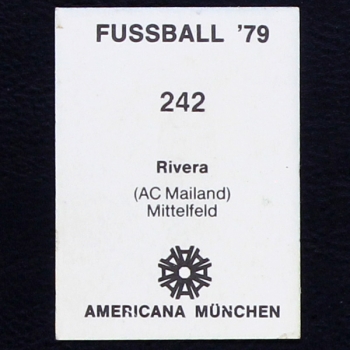 FUSSBALL ’79
242
Rivera
(AC Mailand)
Mittelfeld
AMERICANA MÜNCHEN